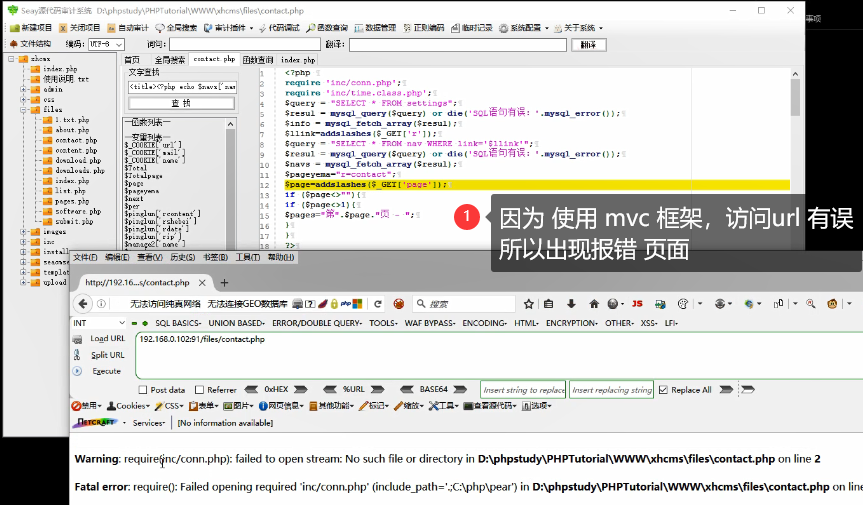 Seay源代码审计系统 D:\phpstudy\PHPTutorial\WWW\xhcms\files\contact.php
新建项目 关闭项目 自动审计 全局搜索 审计插件 代码调试 函数查询 数据管理 正则编码 临时记录 系统配置 关于系统
文件结构 编码: UTF-8 词句: 翻译: 翻译
事项
xhcms
index.php
使用说明.txt
admin
css
files
1.txt.php
about.php
contact.php
content.php
download.php
downloads.php
index.php
list.php
pages.php
software.php
submit.php
images
inc
install
seacmse
templat
upload
首页 全局搜索 contact.php 函数查询 index.php
文字查找
<title><?php echo $navs['nam
查 找
—函数列表—
—变量列表—
$_COOKIE['url']
$_COOKIE['mail']
$_COOKIE['name']
$Total
$Totalpage
$page
$pageyema
$next
$per
$pinglun['rcontent']
$pinglun['rshebei']
$pinglun['rdate']
$pinglun['rip']
$manage2['name']
1 <?php
2 require 'inc/conn.php';
3 require 'inc/time.class.php';
4 $query = "SELECT * FROM settings";
5 $resul = mysql_query($query) or die('SQL语句有误：'.mysql_error());
6 $info = mysql_fetch_array($resul);
7 $llink=addslashes($_GET['r']);
8 $query = "SELECT * FROM nav WHERE link='$llink'";
9 $resul = mysql_query($query) or die('SQL语句有误：'.mysql_error());
10 $navs = mysql_fetch_array($resul);
11 $pageyema="r=contact";
12 $page=addslashes($_GET['page']);
13 if ($page<>""){
14 if ($page<>1){
15 $pages="第".$page."页 - ";
16 }
17 }
18 ?>
1 因为 使用 mvc 框架，访问url 有误
所以出现报错 页面
文件(F) 编辑(E) 查看(V) 历史(S) 书签(B) 工具(T) 帮助(H)
http://192.16...s/contact.php × +
无法访问纯真网络 无法连接GEO数据库 php 搜索 JS
INT SQL BASICS UNION BASED ERROR/DOUBLE QUERY TOOLS WAF BYPASS ENCODING HTML ENCRYPTION OTHER XSS LFI
Load URL 192.168.0.102:91/files/contact.php
Split URL
Execute
Post data Referrer 0xHEX %URL BASE64 Insert string to replace Insert replacing string Replace All
禁用 Cookies CSS 表单 图片 网页信息 其他功能 标记 缩放 工具 查看源代码 选项
NETCRAFT Services [No information available]
Warning: require(inc/conn.php): failed to open stream: No such file or directory in D:\phpstudy\PHPTutorial\WWW\xhcms\files\contact.php on line 2
Fatal error: require(): Failed opening required 'inc/conn.php' (include_path='.;C:\php\pear') in D:\phpstudy\PHPTutorial\WWW\xhcms\files\contact.php on line